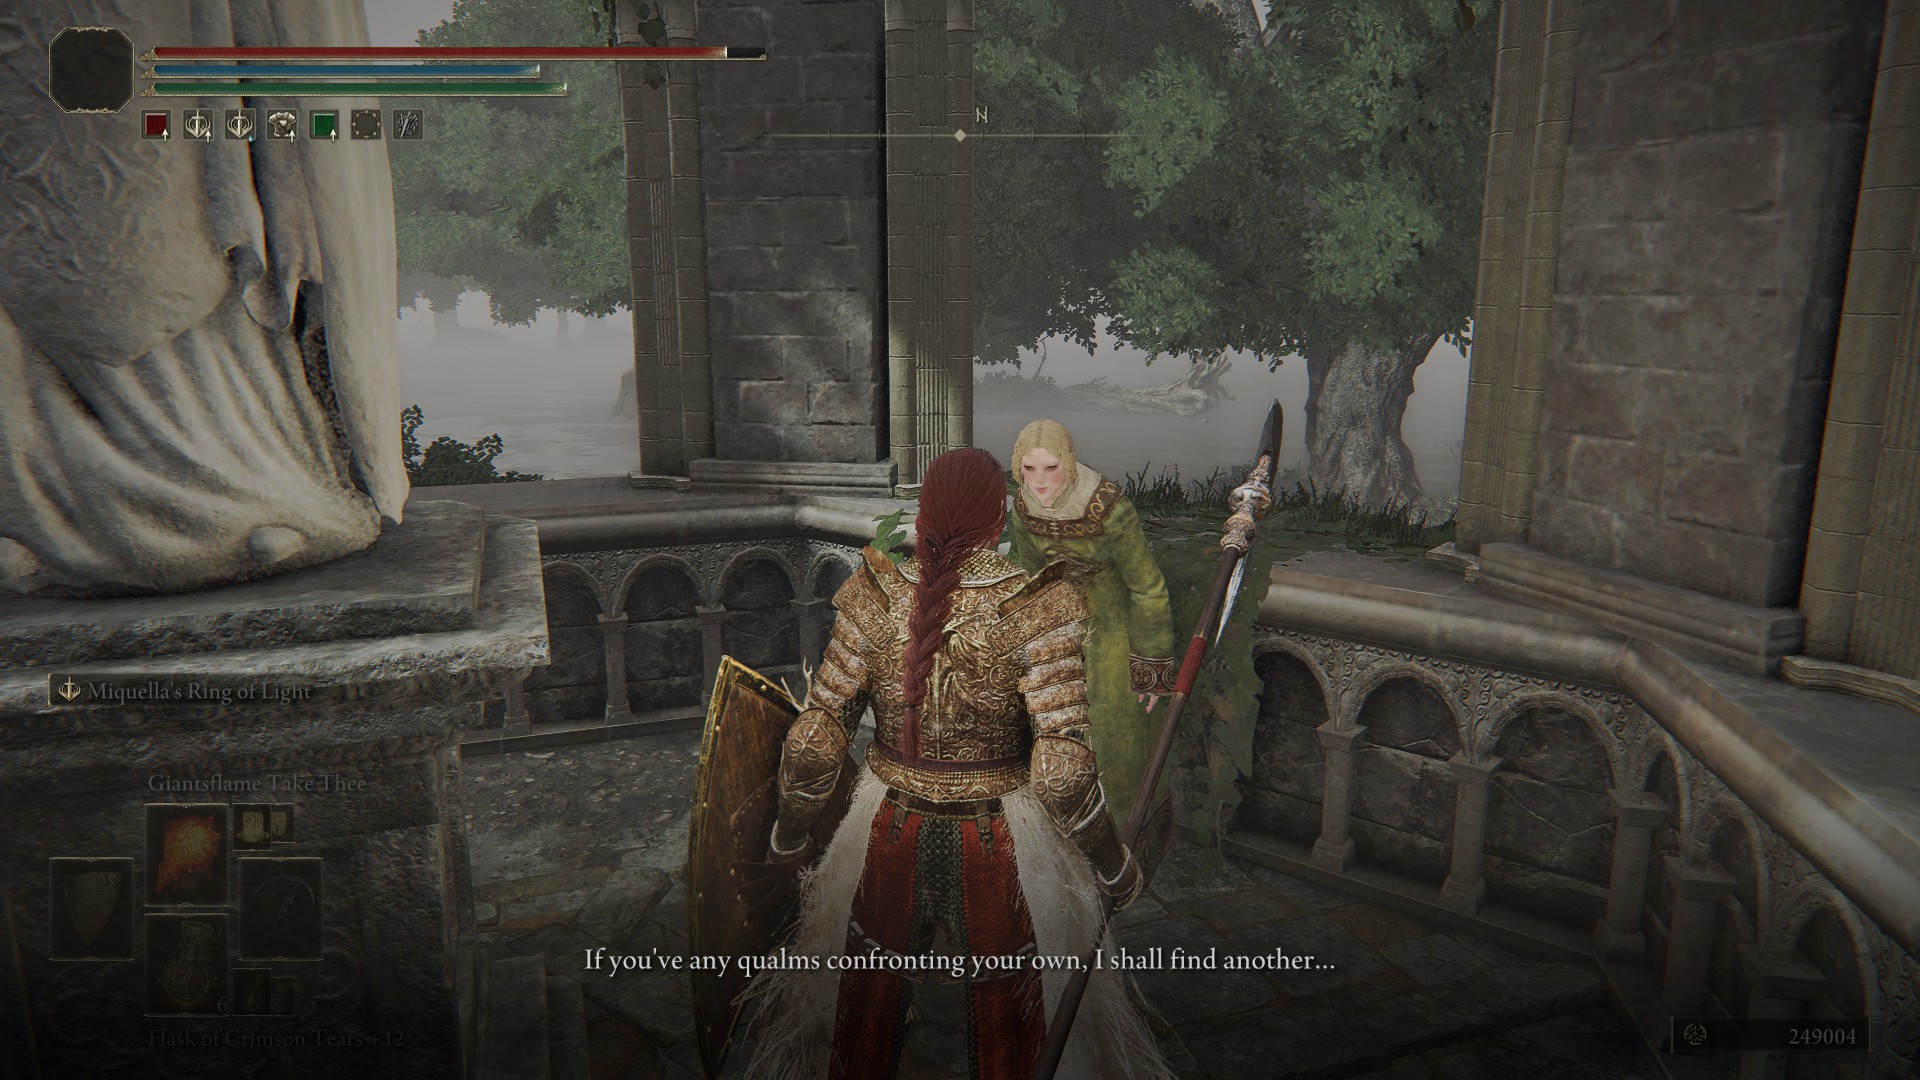 N
Miquella's Ring of Light
Giantsflame Take Thee
6
Flask of Crimson Tears +12
If you've any qualms confronting your own, I shall find another...
249004